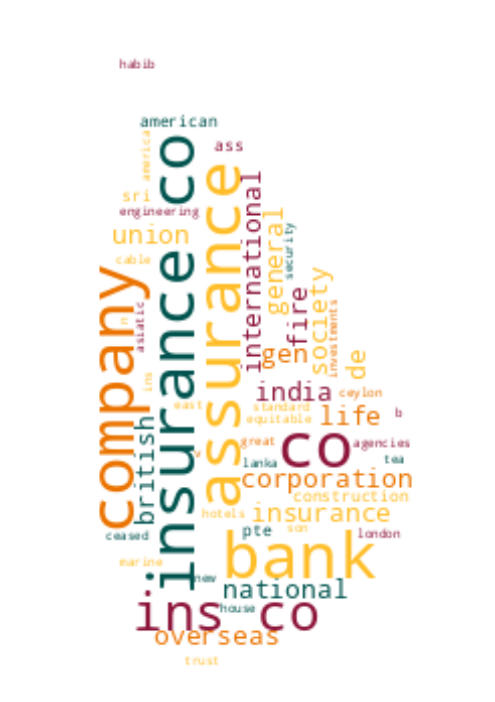 habib
american
america
ass
sri
engineering
union
cable
insurance co
assurance
international
general
security
company
n
asiatic
ins
fire
society
investments
gen
de
india
ceylon
east
standard
equitable
life
b
british
great
co
agencies
v
lanka
tea
corporation
construction
hotels
insurance
son
ceased
pte
london
bank
marine
new
national
ins co
house
overseas
trust